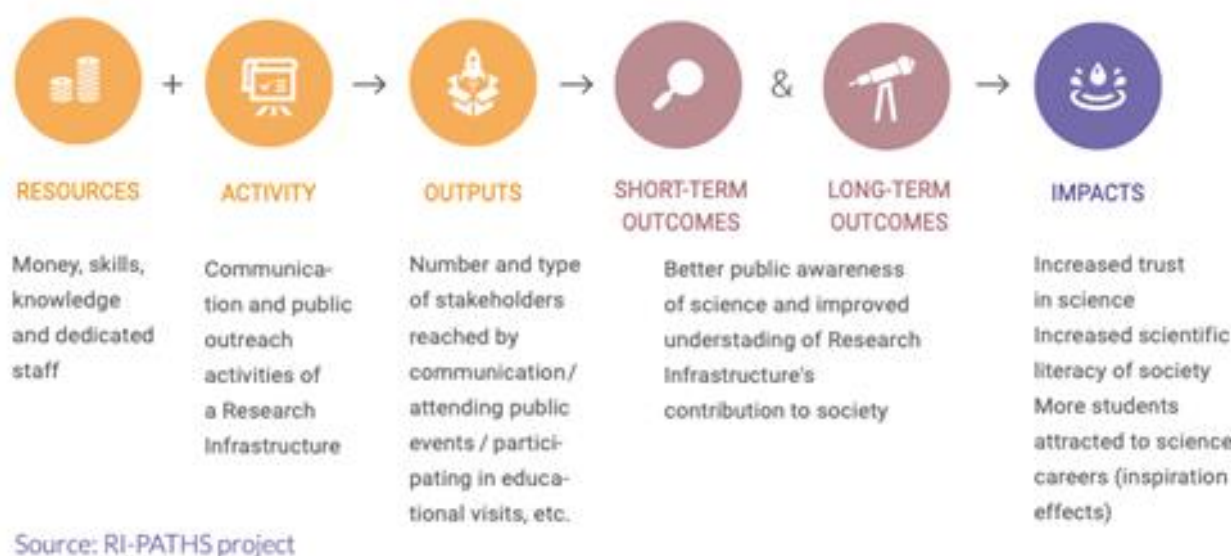 +
→
→
&
→
RESOURCES
ACTIVITY
OUTPUTS
SHORT-TERM
OUTCOMES
LONG-TERM
OUTCOMES
IMPACTS
Money, skills,
knowledge
and dedicated
staff
Communica-
tion and public
outreach
activities of
a Research
Infrastructure
Number and type
of stakeholders
reached by
communication/
attending public
events / partici-
pating in educa-
tional visits, etc.
Better public awareness
of science and improved
understading of Research
Infrastructure's
contribution to society
Increased trust
in science
Increased scientific
literacy of society
More students
attracted to science
careers (inspiration
effects)
Source: RI-PATHS project